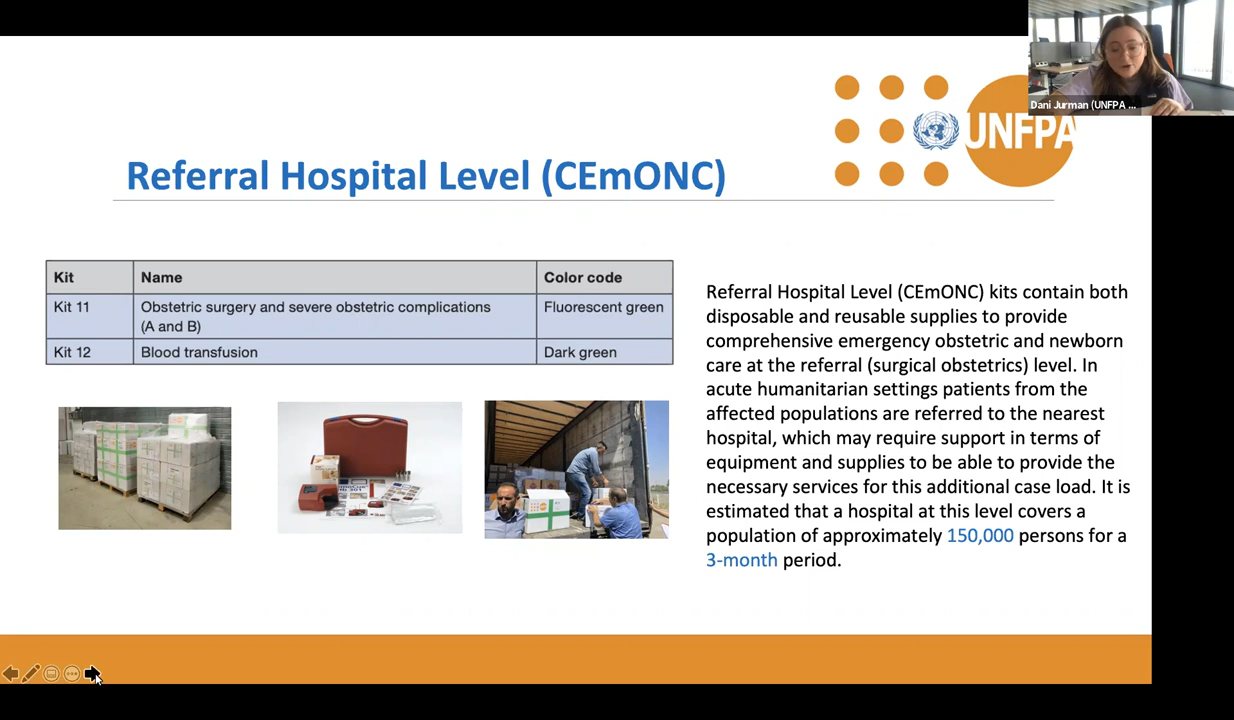 Dani Jurman (UNFPA ...
UNFPA
Referral Hospital Level (CEmONC)
Kit Name Color code
Kit 11 Obstetric surgery and severe obstetric complications (A and B) Fluorescent green
Kit 12 Blood transfusion Dark green
Referral Hospital Level (CEmONC) kits contain both
disposable and reusable supplies to provide
comprehensive emergency obstetric and newborn
care at the referral (surgical obstetrics) level. In
acute humanitarian settings patients from the
affected populations are referred to the nearest
hospital, which may require support in terms of
equipment and supplies to be able to provide the
necessary services for this additional case load. It is
estimated that a hospital at this level covers a
population of approximately 150,000 persons for a
3-month period.